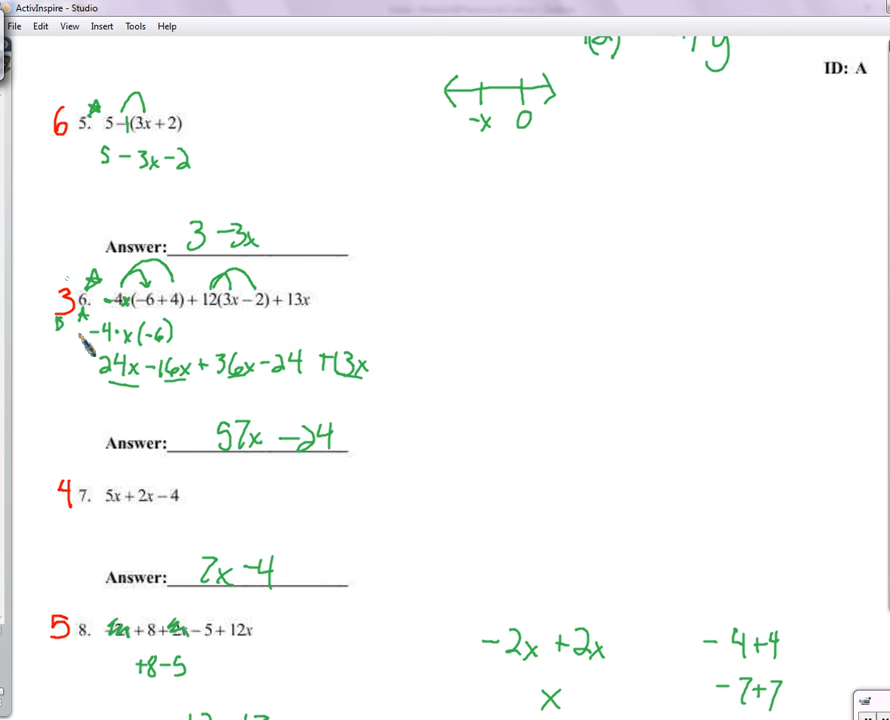 ActivInspire - Studio
File Edit View Insert Tools Help
ID: A
-x 0
6 5. 5-1(3x + 2)
5 - 3x - 2
Answer: 3 - 3x
3 6. -4x(-6 + 4) + 12(3x - 2) + 13x
B A
-4·x(-6)
24x - 16x + 36x - 24 + 13x
Answer: 57x - 24
4 7. 5x + 2x - 4
Answer: 7x - 4
5 8. + 8 + - 5 + 12x
+8 - 5
-2x + 2x
x
-4+4
-7+7